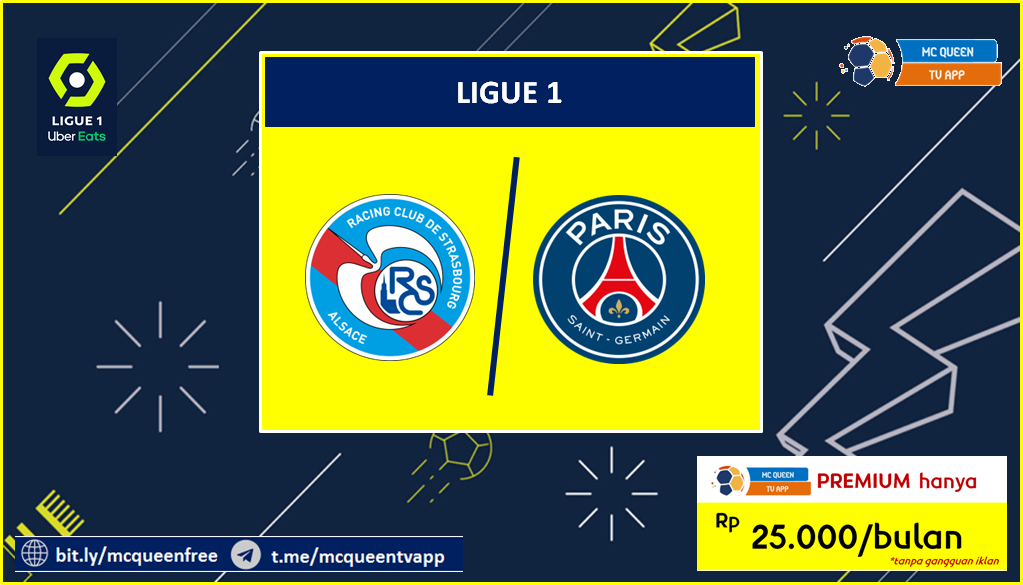 LIGUE 1
Uber Eats
MC QUEEN
TV APP
LIGUE 1
RACING CLUB DE STRASBOURG
RCS
ALSACE
PARIS
SAINT - GERMAIN
MC QUEEN
TV APP
PREMIUM hanya
Rp 25.000/bulan
*tanpa gangguan iklan
bit.ly/mcqueenfree
t.me/mcqueentvapp